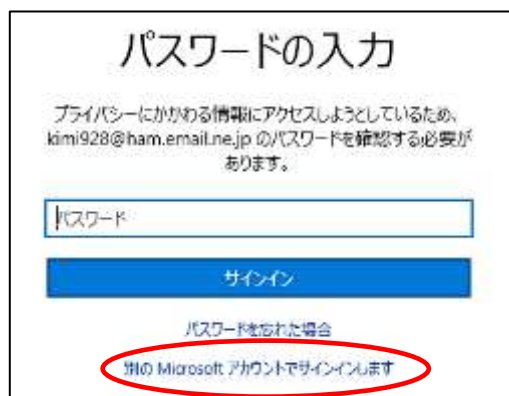 パスワードの入力
プライバシーにかかわる情報にアクセスしようとしているため、
kimi928@ham.email.ne.jp のパスワードを確認する必要が
あります。
パスワード
サインイン
パスワードを忘れた場合
別の Microsoft アカウントでサインインします